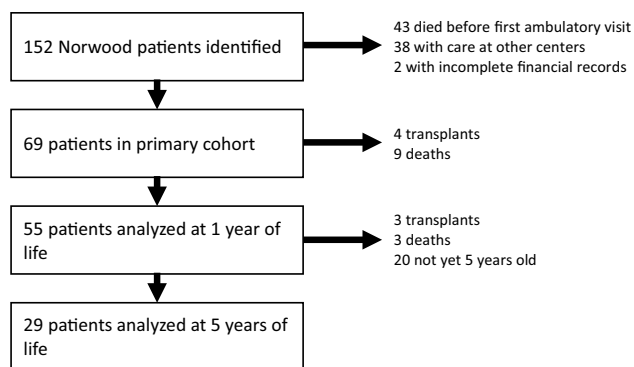 152 Norwood patients identified
43 died before first ambulatory visit
38 with care at other centers
2 with incomplete financial records
69 patients in primary cohort
4 transplants
9 deaths
55 patients analyzed at 1 year of
life
3 transplants
3 deaths
20 not yet 5 years old
29 patients analyzed at 5 years of
life